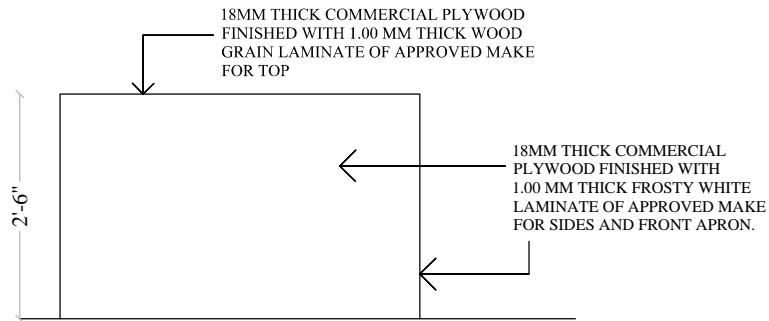 18MM THICK COMMERCIAL PLYWOOD
FINISHED WITH 1.00 MM THICK WOOD
GRAIN LAMINATE OF APPROVED MAKE
FOR TOP
18MM THICK COMMERCIAL
PLYWOOD FINISHED WITH
1.00 MM THICK FROSTY WHITE
LAMINATE OF APPROVED MAKE
FOR SIDES AND FRONT APRON.
2'-6"